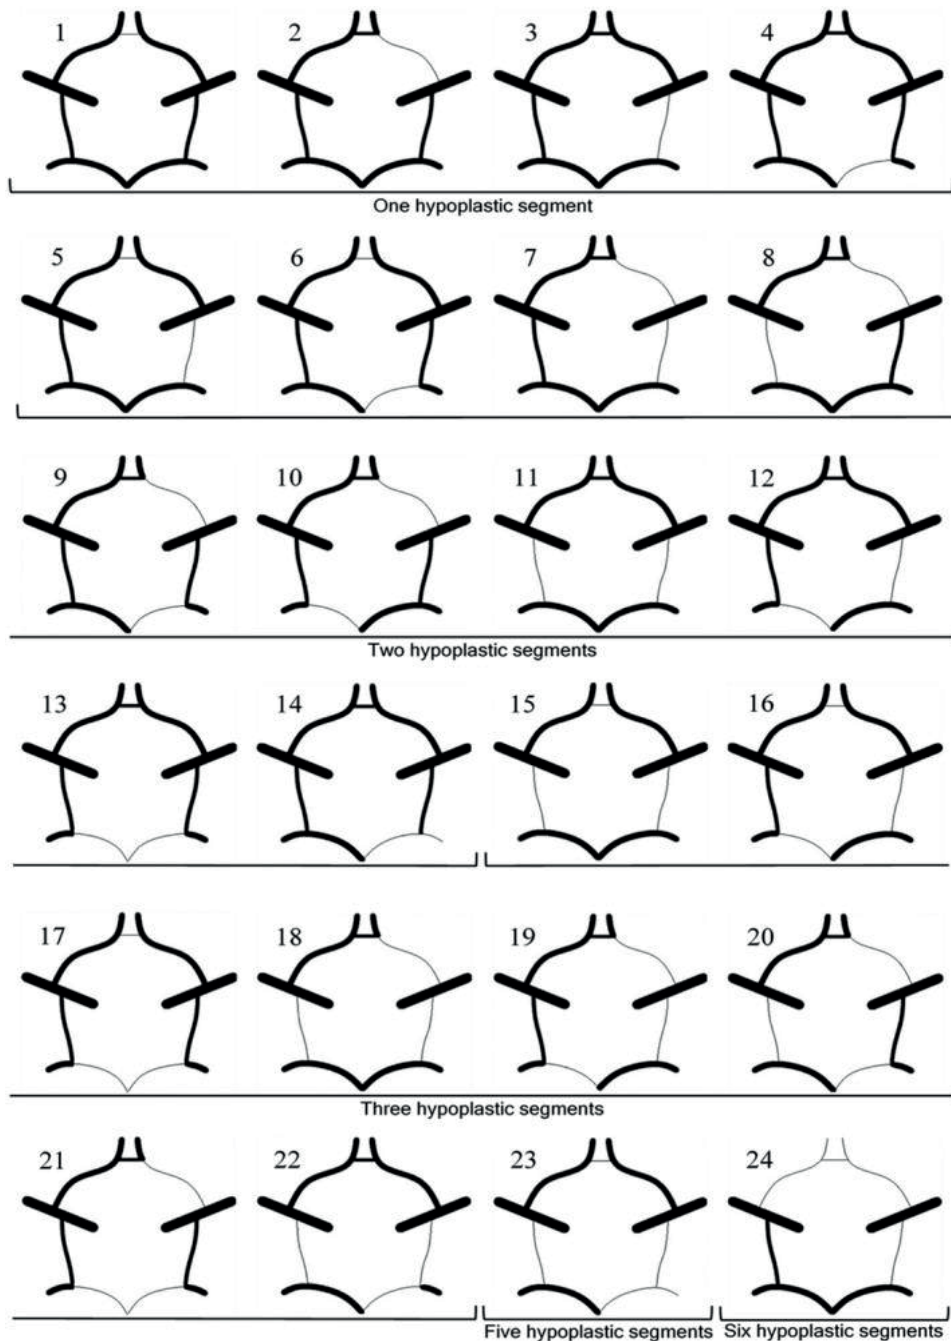 1 2 3 4
One hypoplastic segment
5 6 7 8
9 10 11 12
Two hypoplastic segments
13 14 15 16
17 18 19 20
Three hypoplastic segments
21 22 23 24
Five hypoplastic segments Six hypoplastic segments